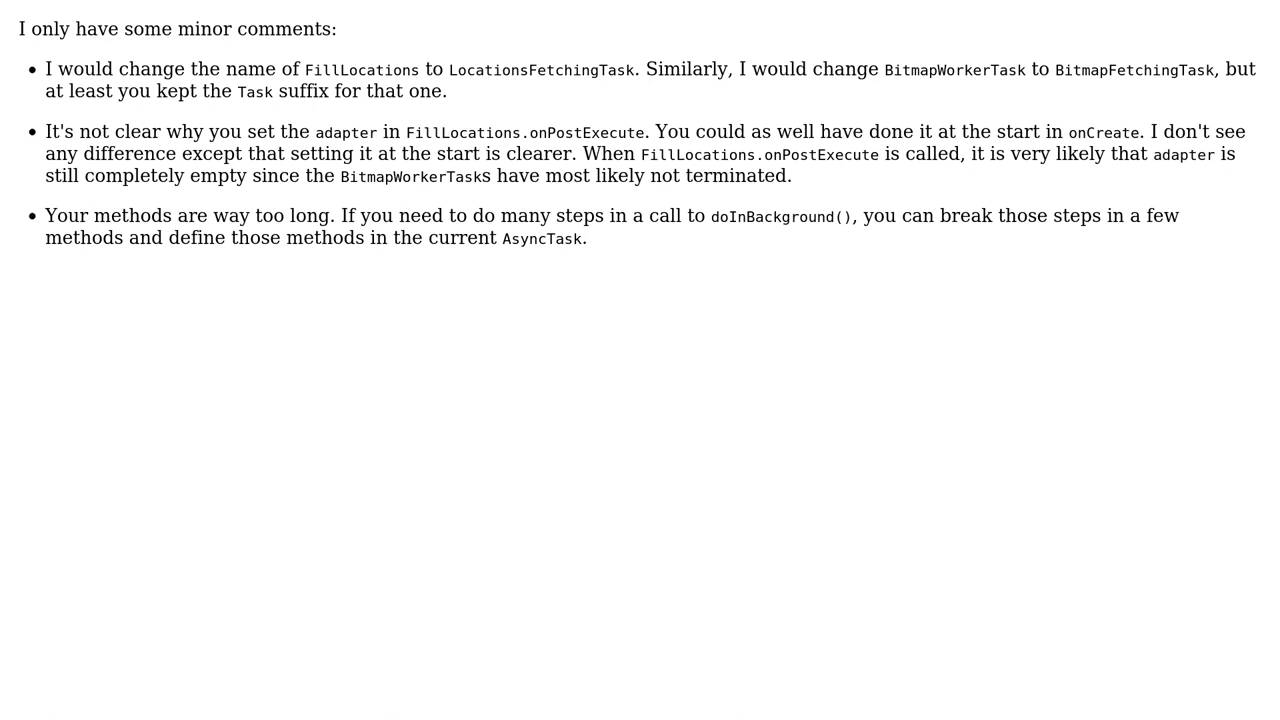 I only have some minor comments:
• I would change the name of FillLocations to LocationsFetchingTask. Similarly, I would change BitmapWorkerTask to BitmapFetchingTask, but
at least you kept the Task suffix for that one.
• It's not clear why you set the adapter in FillLocations.onPostExecute. You could as well have done it at the start in onCreate. I don't see
any difference except that setting it at the start is clearer. When FillLocations.onPostExecute is called, it is very likely that adapter is
still completely empty since the BitmapWorkerTasks have most likely not terminated.
• Your methods are way too long. If you need to do many steps in a call to doInBackground(), you can break those steps in a few
methods and define those methods in the current AsyncTask.